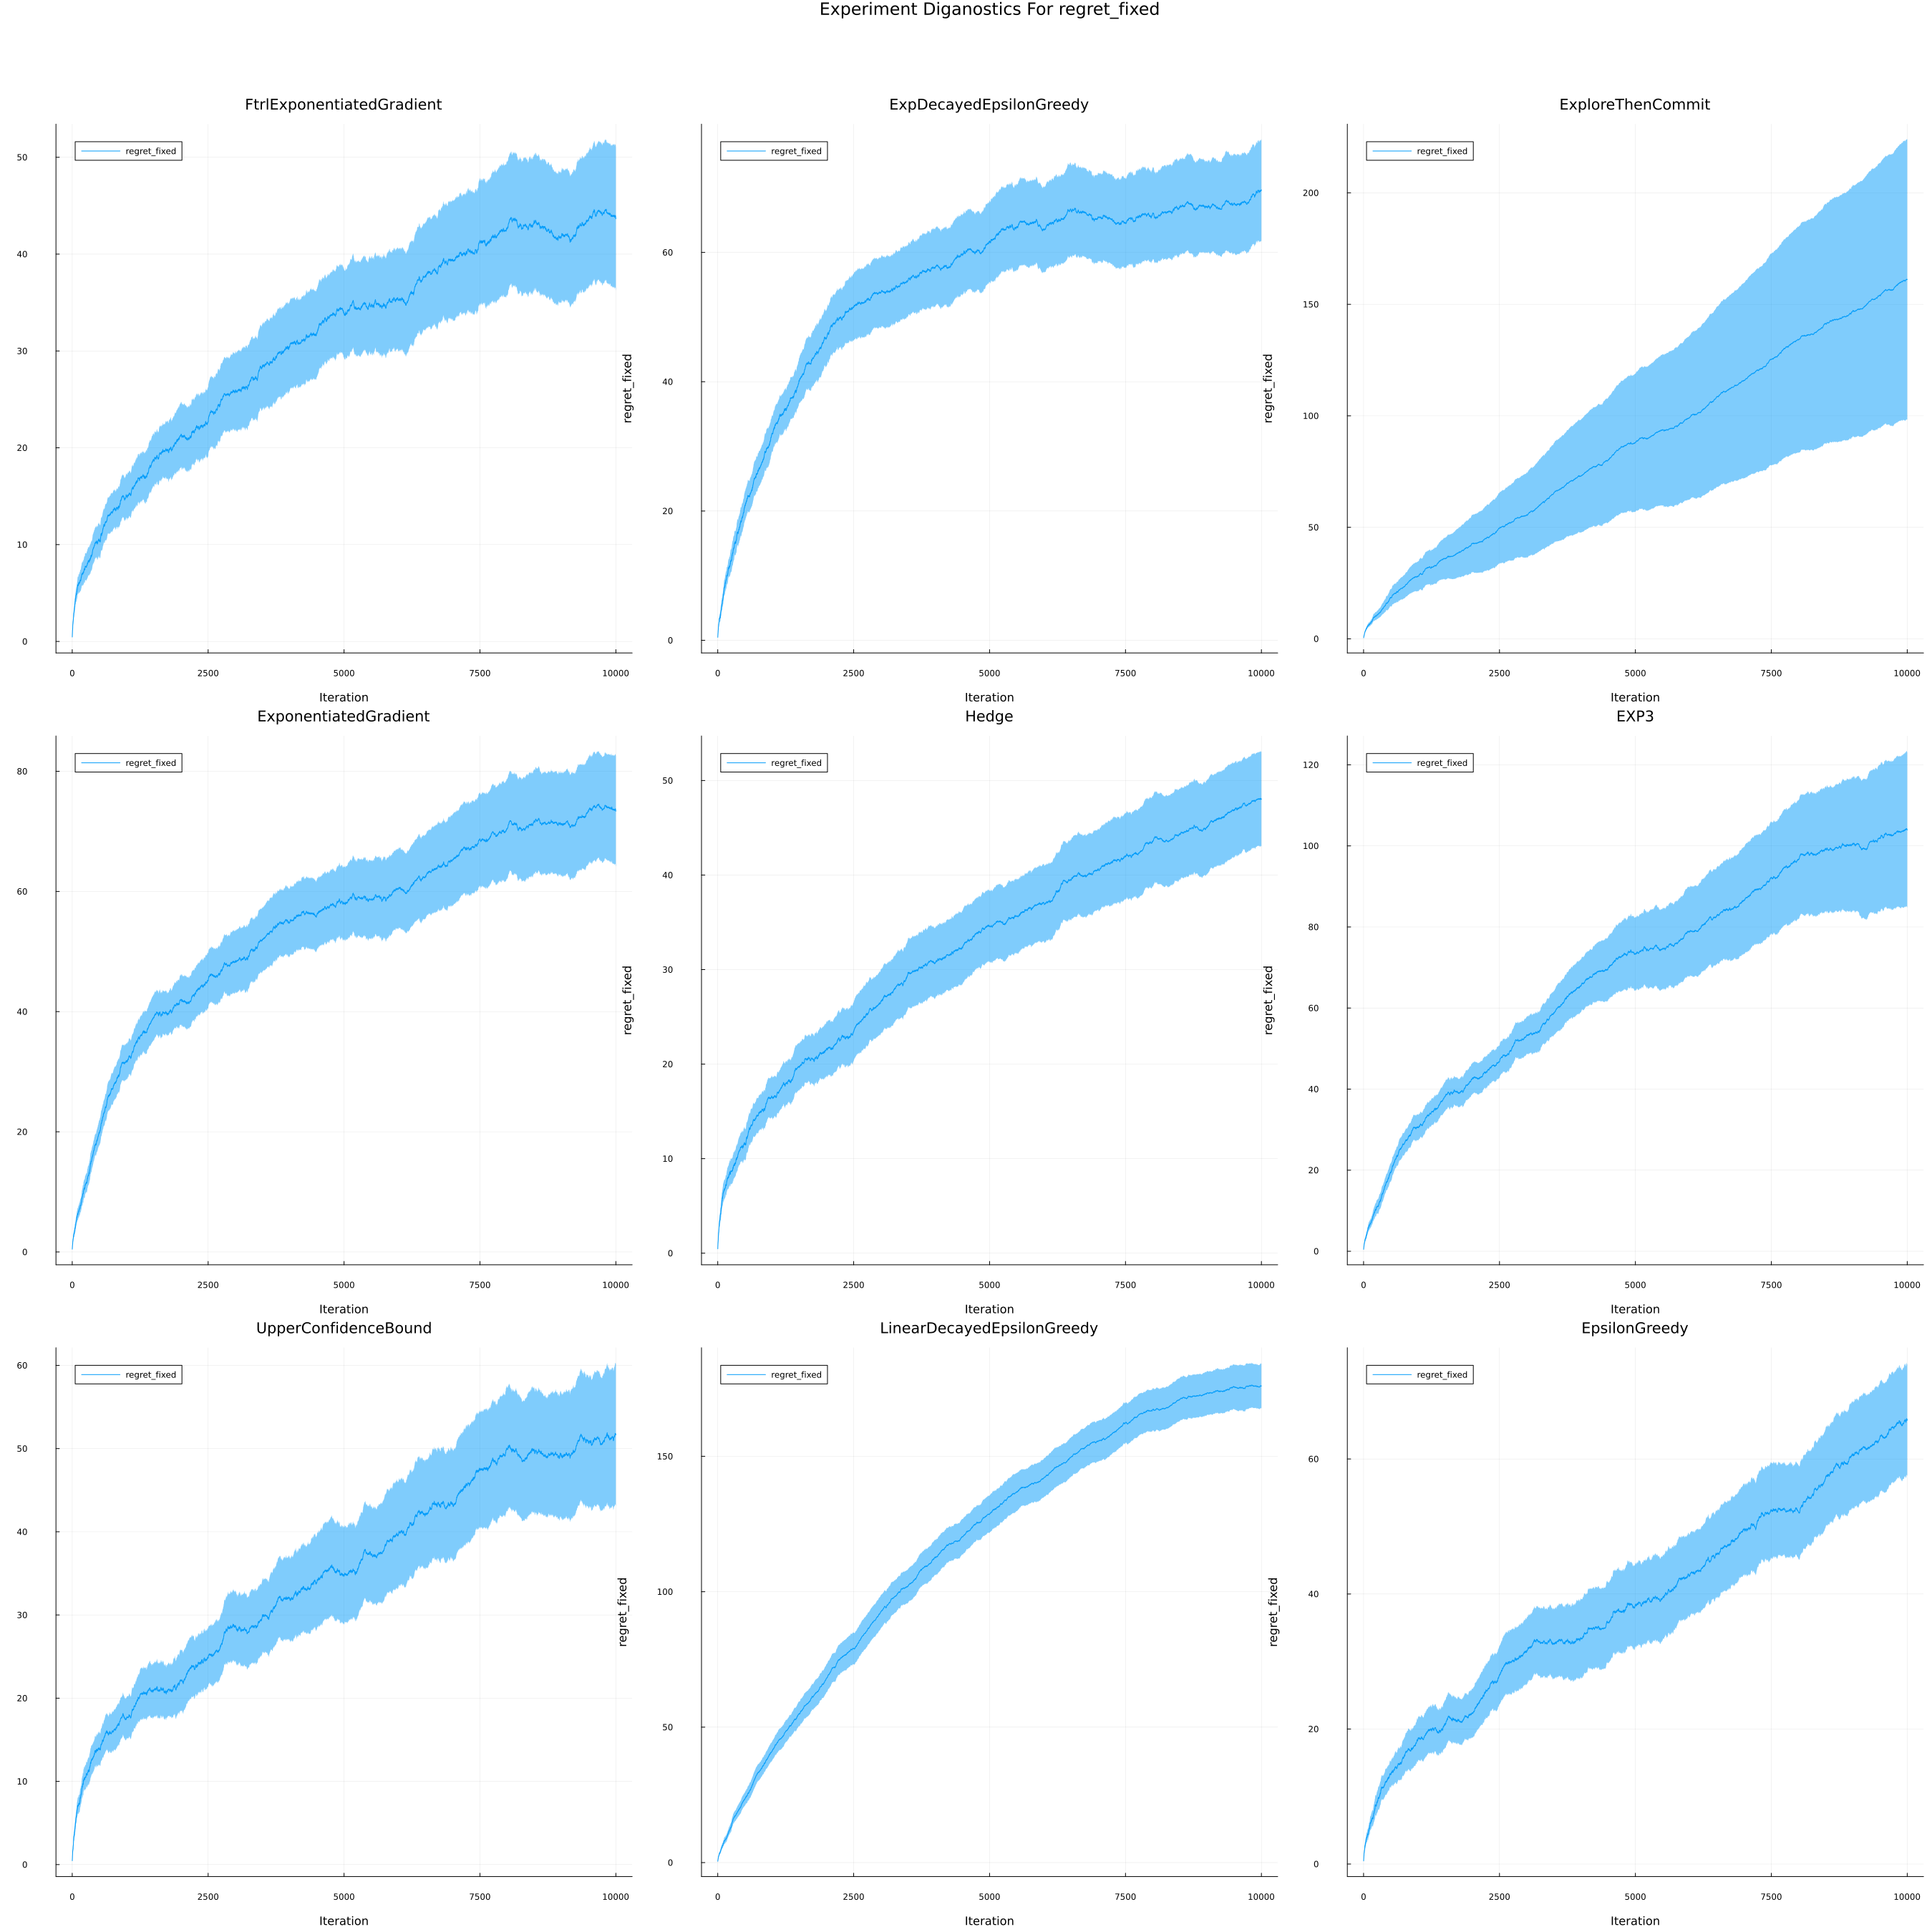 Experiment Diganostics For regret_fixed
FtrlExponentiatedGradient
regret_fixed
50
40
30
20
10
0
0 2500 5000 7500 10000
Iteration
ExpDecayedEpsilonGreedy
regret_fixed
regret_fixed
60
40
20
0
0 2500 5000 7500 10000
Iteration
ExploreThenCommit
regret_fixed
regret_fixed
200
150
100
50
0
0 2500 5000 7500 10000
Iteration
ExponentiatedGradient
regret_fixed
80
60
40
20
0
0 2500 5000 7500 10000
Iteration
Hedge
regret_fixed
regret_fixed
50
40
30
20
10
0
0 2500 5000 7500 10000
Iteration
EXP3
regret_fixed
regret_fixed
120
100
80
60
40
20
0
0 2500 5000 7500 10000
Iteration
UpperConfidenceBound
regret_fixed
60
50
40
30
20
10
0
0 2500 5000 7500 10000
Iteration
LinearDecayedEpsilonGreedy
regret_fixed
regret_fixed
150
100
50
0
0 2500 5000 7500 10000
Iteration
EpsilonGreedy
regret_fixed
regret_fixed
60
40
20
0
0 2500 5000 7500 10000
Iteration